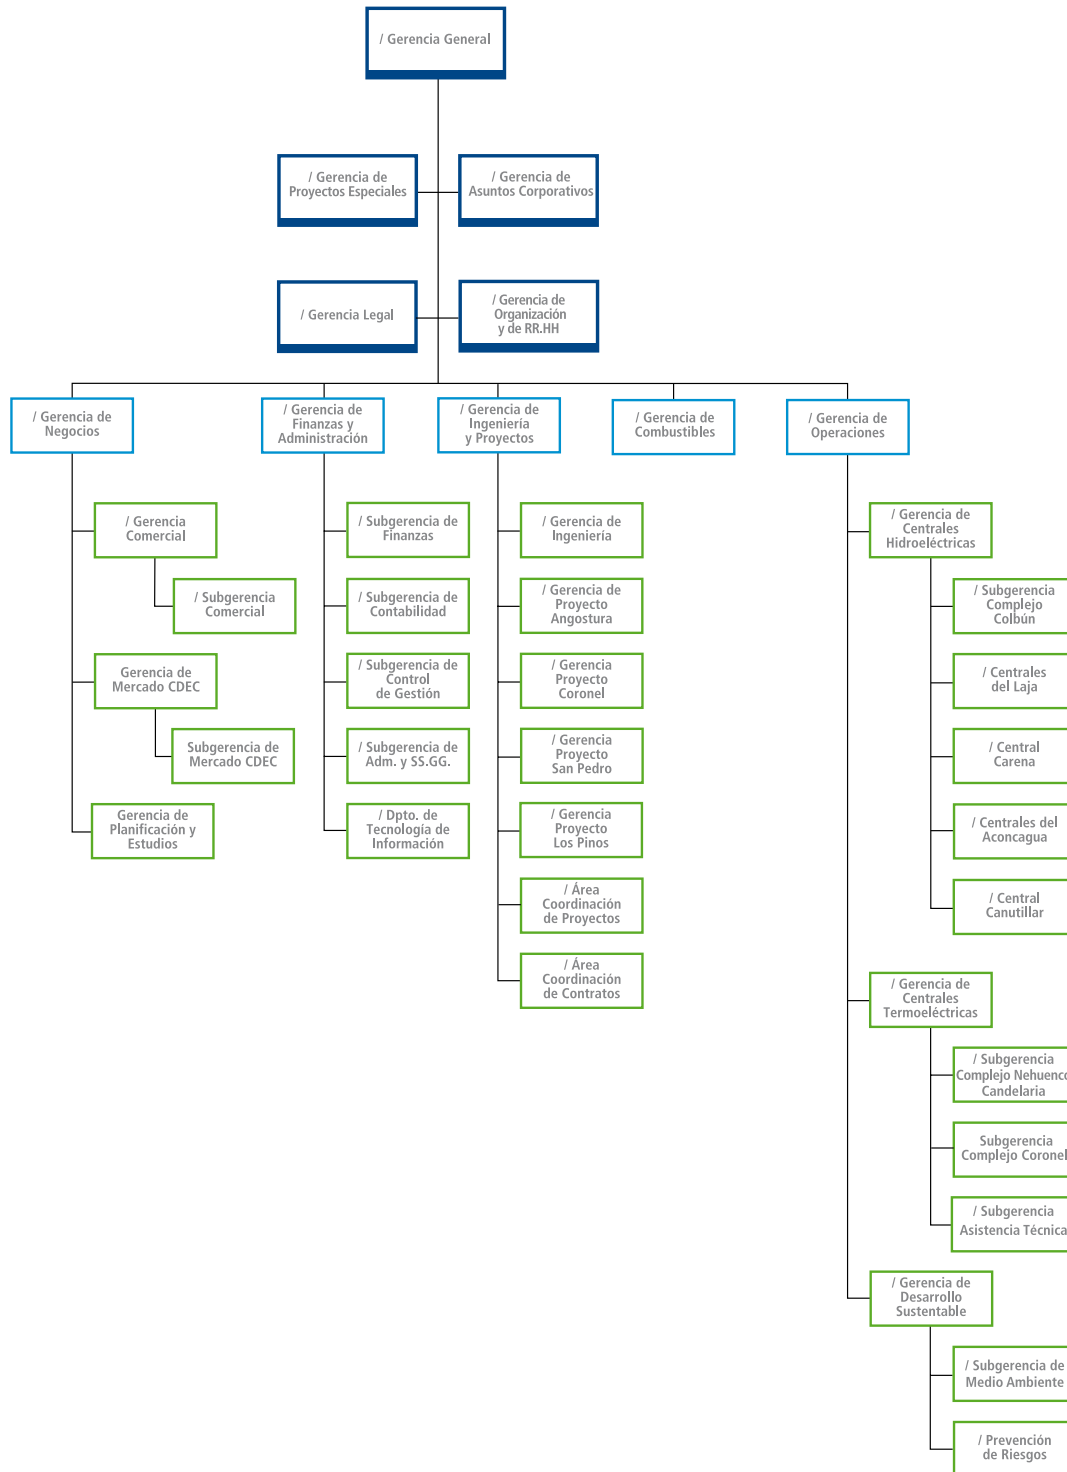 / Gerencia General
/ Gerencia de
Proyectos Especiales
/ Gerencia de
Asuntos Corporativos
/ Gerencia Legal
/ Gerencia de
Organización
y de RR.HH
/ Gerencia de
Negocios
/ Gerencia de
Finanzas y
Administración
/ Gerencia de
Ingeniería
y Proyectos
/ Gerencia de
Combustibles
/ Gerencia de
Operaciones
/ Gerencia
Comercial
/ Subgerencia
Comercial
Gerencia de
Mercado CDEC
Subgerencia de
Mercado CDEC
Gerencia de
Planificación y
Estudios
/ Subgerencia de
Finanzas
/ Subgerencia de
Contabilidad
/ Subgerencia de
Control
de Gestión
/ Subgerencia de
Adm. y SS.GG.
/ Dpto. de
Tecnología de
Información
/ Gerencia de
Ingeniería
/ Gerencia de
Proyecto
Angostura
/ Gerencia
Proyecto
Coronel
/ Gerencia
Proyecto
San Pedro
/ Gerencia
Proyecto
Los Pinos
/ Área
Coordinación
de Proyectos
/ Área
Coordinación
de Contratos
/ Gerencia de
Centrales
Hidroeléctricas
/ Subgerencia
Complejo
Colbún
/ Centrales
del Laja
/ Central
Carena
/ Centrales del
Aconcagua
/ Central
Canutillar
/ Gerencia de
Centrales
Termoeléctricas
/ Subgerencia
Complejo Nehuenco
Candelaria
Subgerencia
Complejo Coronel
/ Subgerencia
Asistencia Técnica
/ Gerencia de
Desarrollo
Sustentable
/ Subgerencia de
Medio Ambiente
/ Prevención
de Riesgos